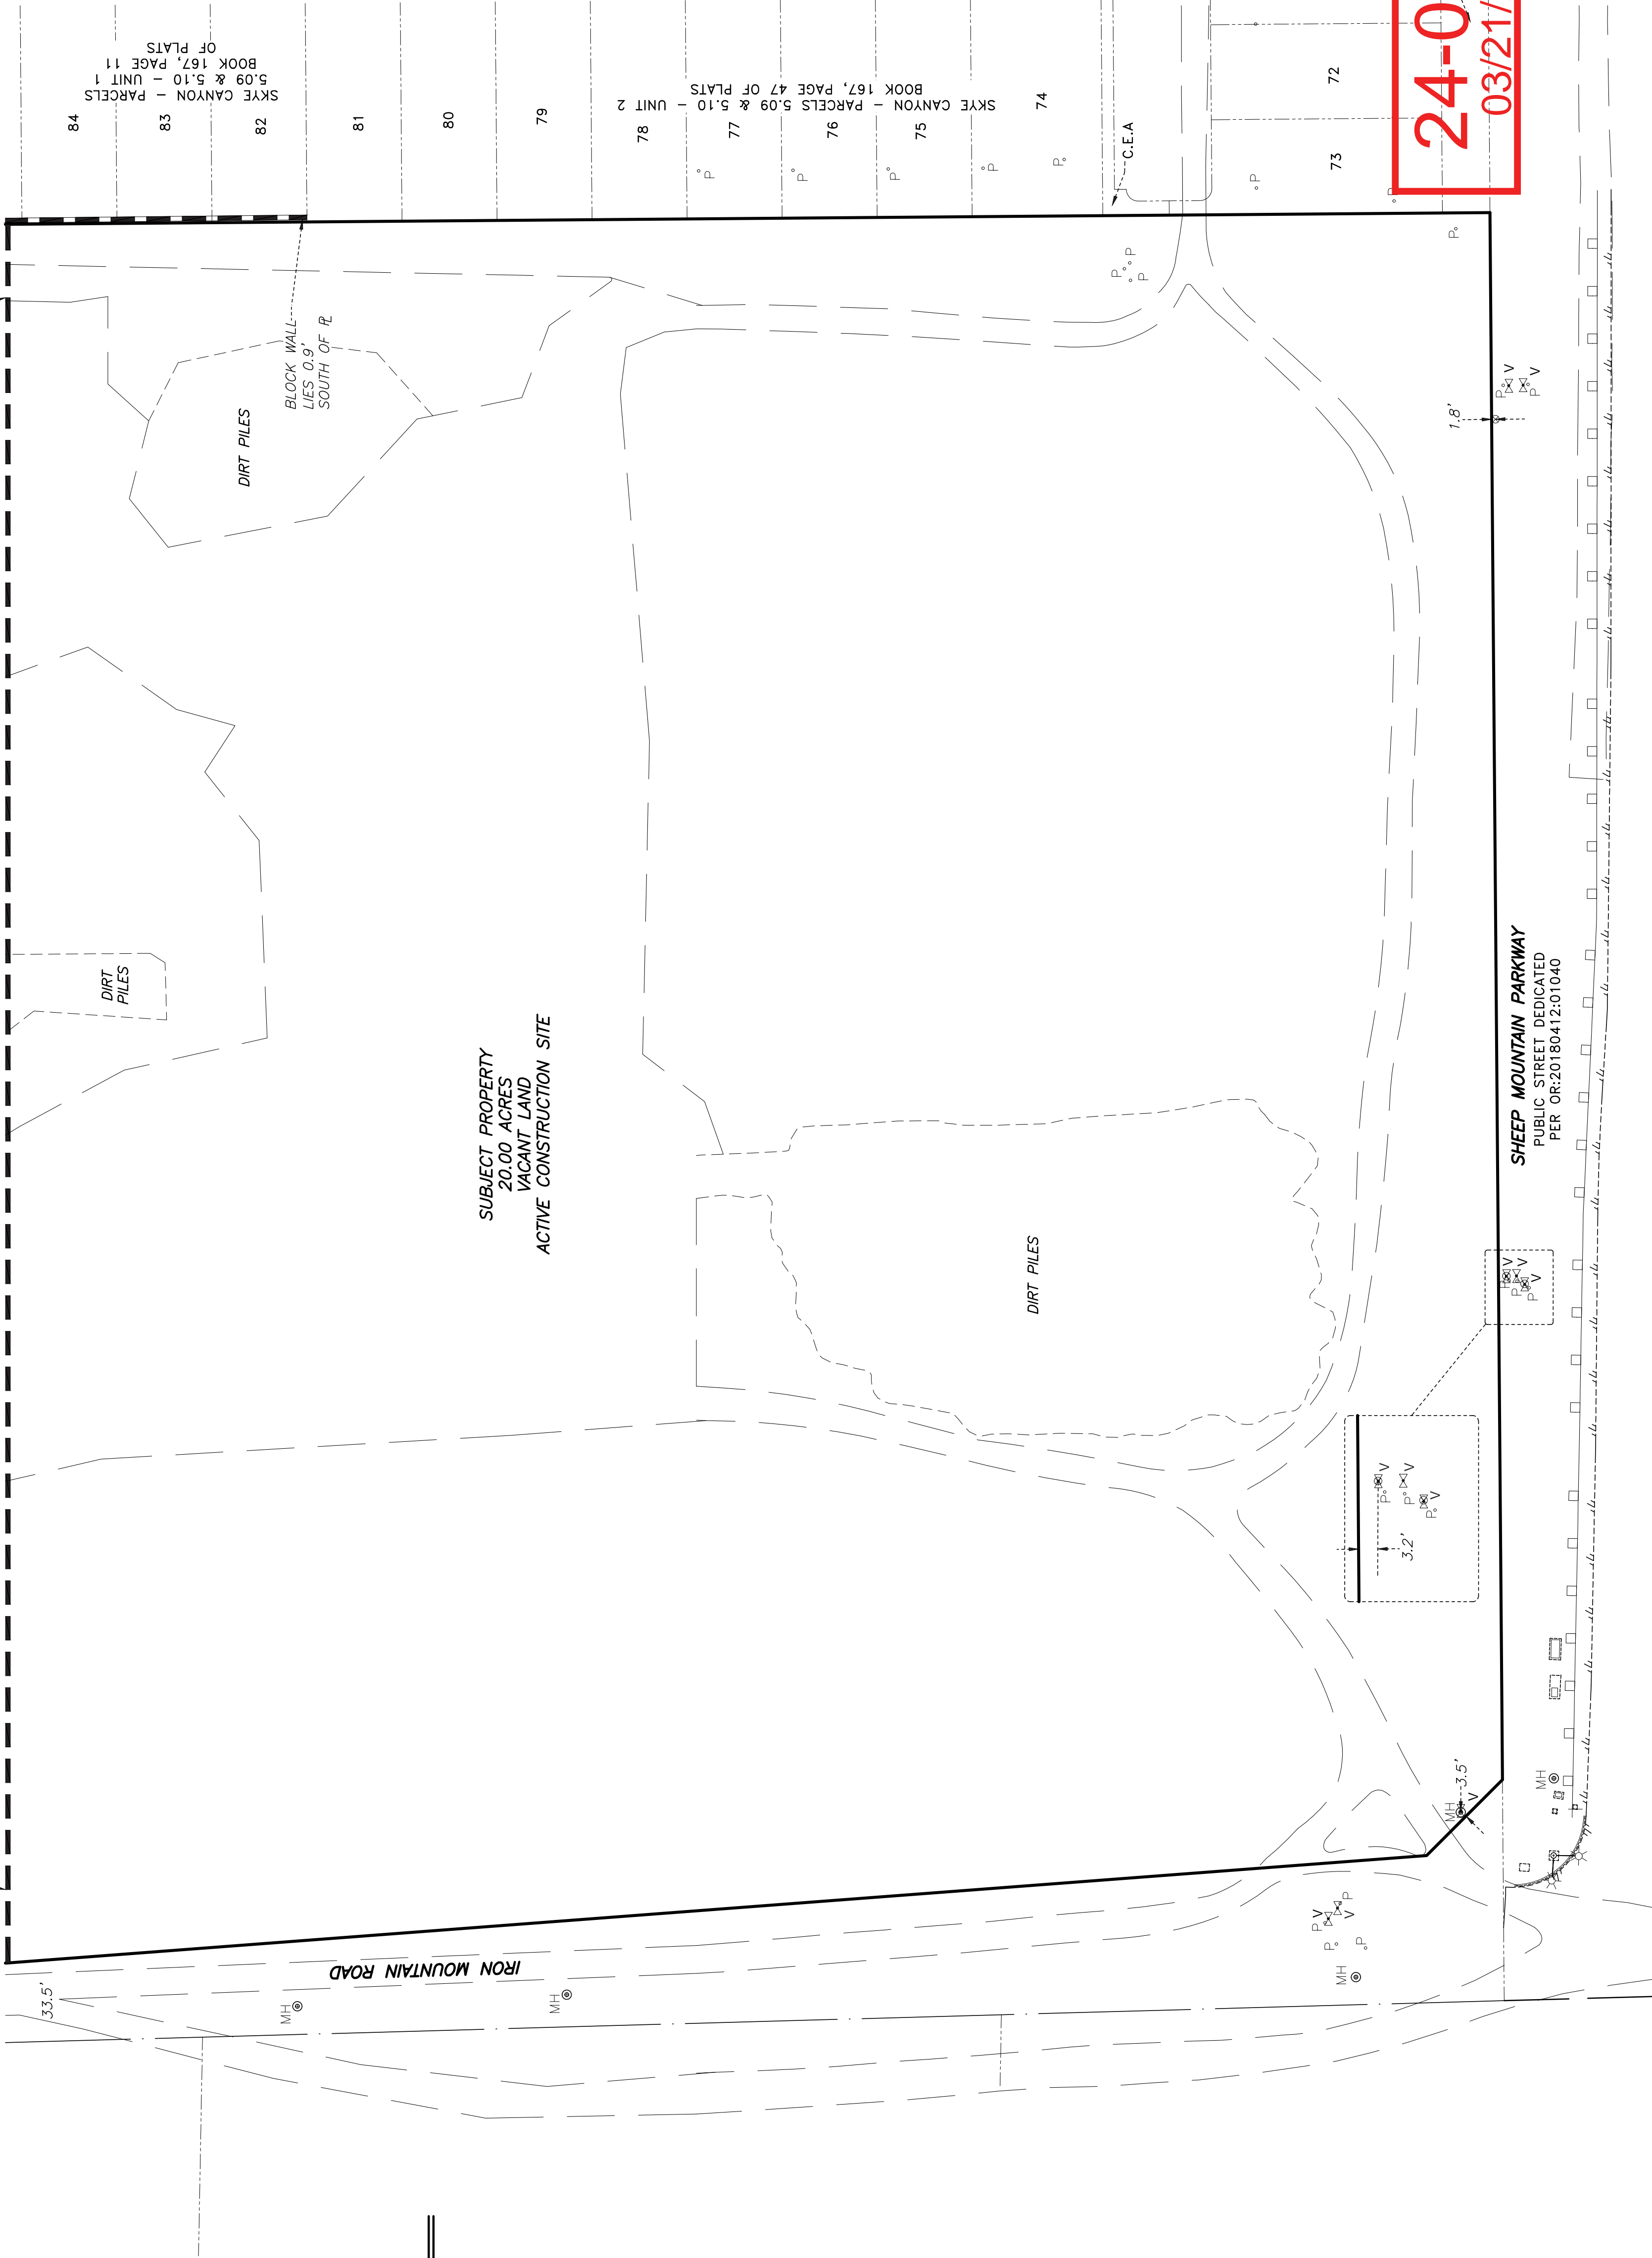 SKYE CANYON – PARCELS
5.09 & 5.10 – UNIT 1
BOOK 167, PAGE 11
OF PLATS
SKYE CANYON – PARCELS 5.09 & 5.10 – UNIT 2
BOOK 167, PAGE 47 OF PLATS
84
83
82
81
80
79
78
77
76
75
74
73
72
C.E.A
24-0
03/21/
BLOCK WALL
LIES 0.9'
SOUTH OF PL
DIRT PILES
DIRT
PILES
SUBJECT PROPERTY
20.00 ACRES
VACANT LAND
ACTIVE CONSTRUCTION SITE
DIRT PILES
SHEEP MOUNTAIN PARKWAY
PUBLIC STREET DEDICATED
PER OR:20180412:01040
IRON MOUNTAIN ROAD
33.5'
1.8'
3.2'
3.5'
P
P
P
P
P
P
P
P
P
P
P
P
P
V
P
V
P
V
P
V
P
V
P
V
P
V
P
V
MH
V
MH
P
V
P
V
P
P
MH
MH
MH